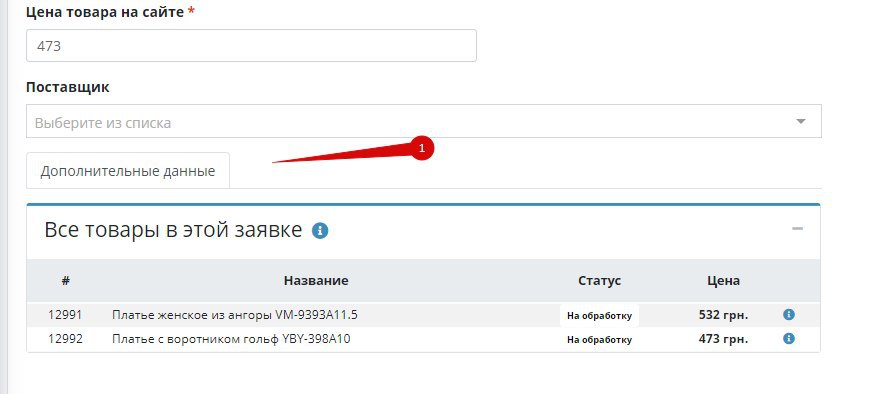 Цена товара на сайте *
473
Поставщик
Выберите из списка
1
Дополнительные данные
Все товары в этой заявке
# Название Статус Цена
12991 Платье женское из ангоры VM-9393A11.5 На обработку 532 грн.
12992 Платье с воротником гольф YBY-398A10 На обработку 473 грн.